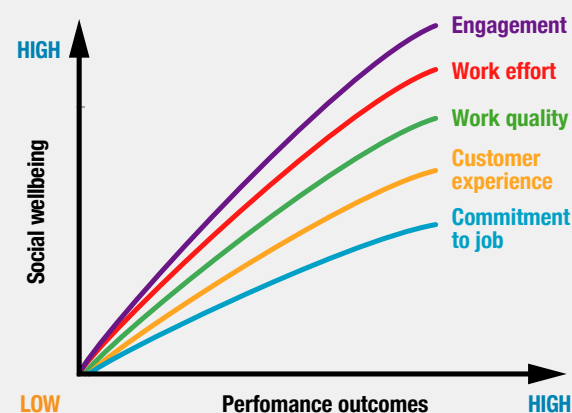 Engagement
HIGH
Work effort
Work quality
Customer
experience
Social wellbeing
Commitment
to job
LOW
Perfomance outcomes
HIGH